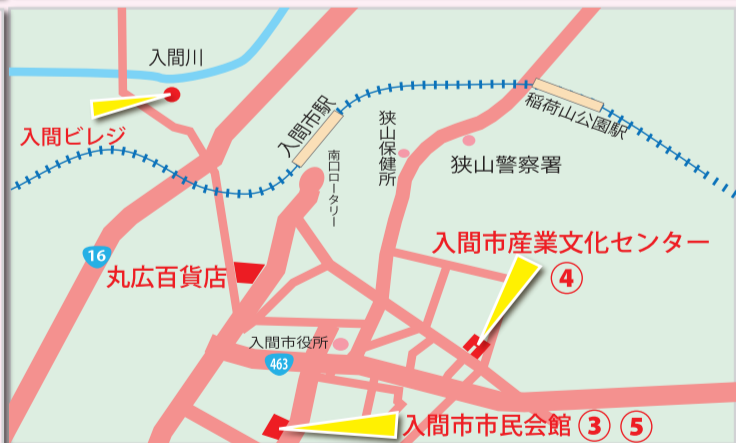 入間川
入間ビレジ
入間市駅
南口ロータリー
狭山保健所
稲荷山公園駅
狭山警察署
16
丸広百貨店
入間市産業文化センター
④
入間市役所
463
入間市市民会館 ③ ⑤